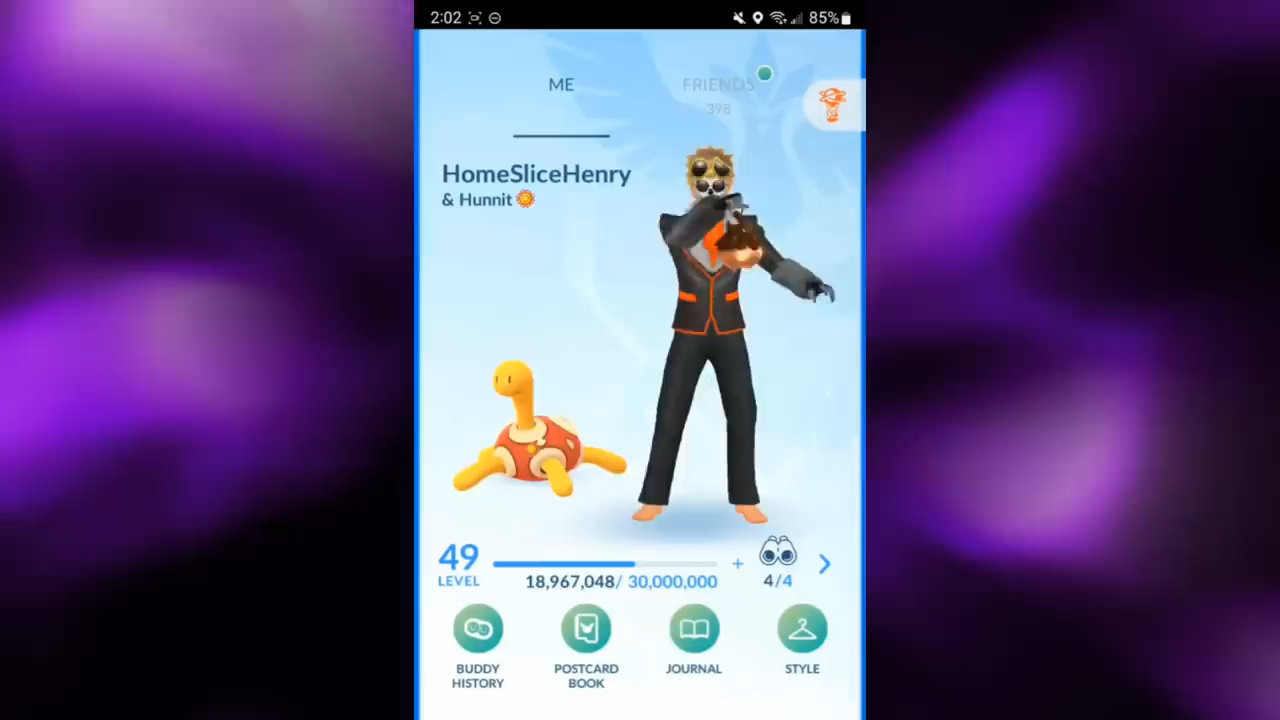 2:02 85%
ME
FRIENDS
398
HomeSliceHenry
& Hunnit
49
LEVEL
18,967,048/ 30,000,000
+
4/4
BUDDY
HISTORY
POSTCARD
BOOK
JOURNAL
STYLE